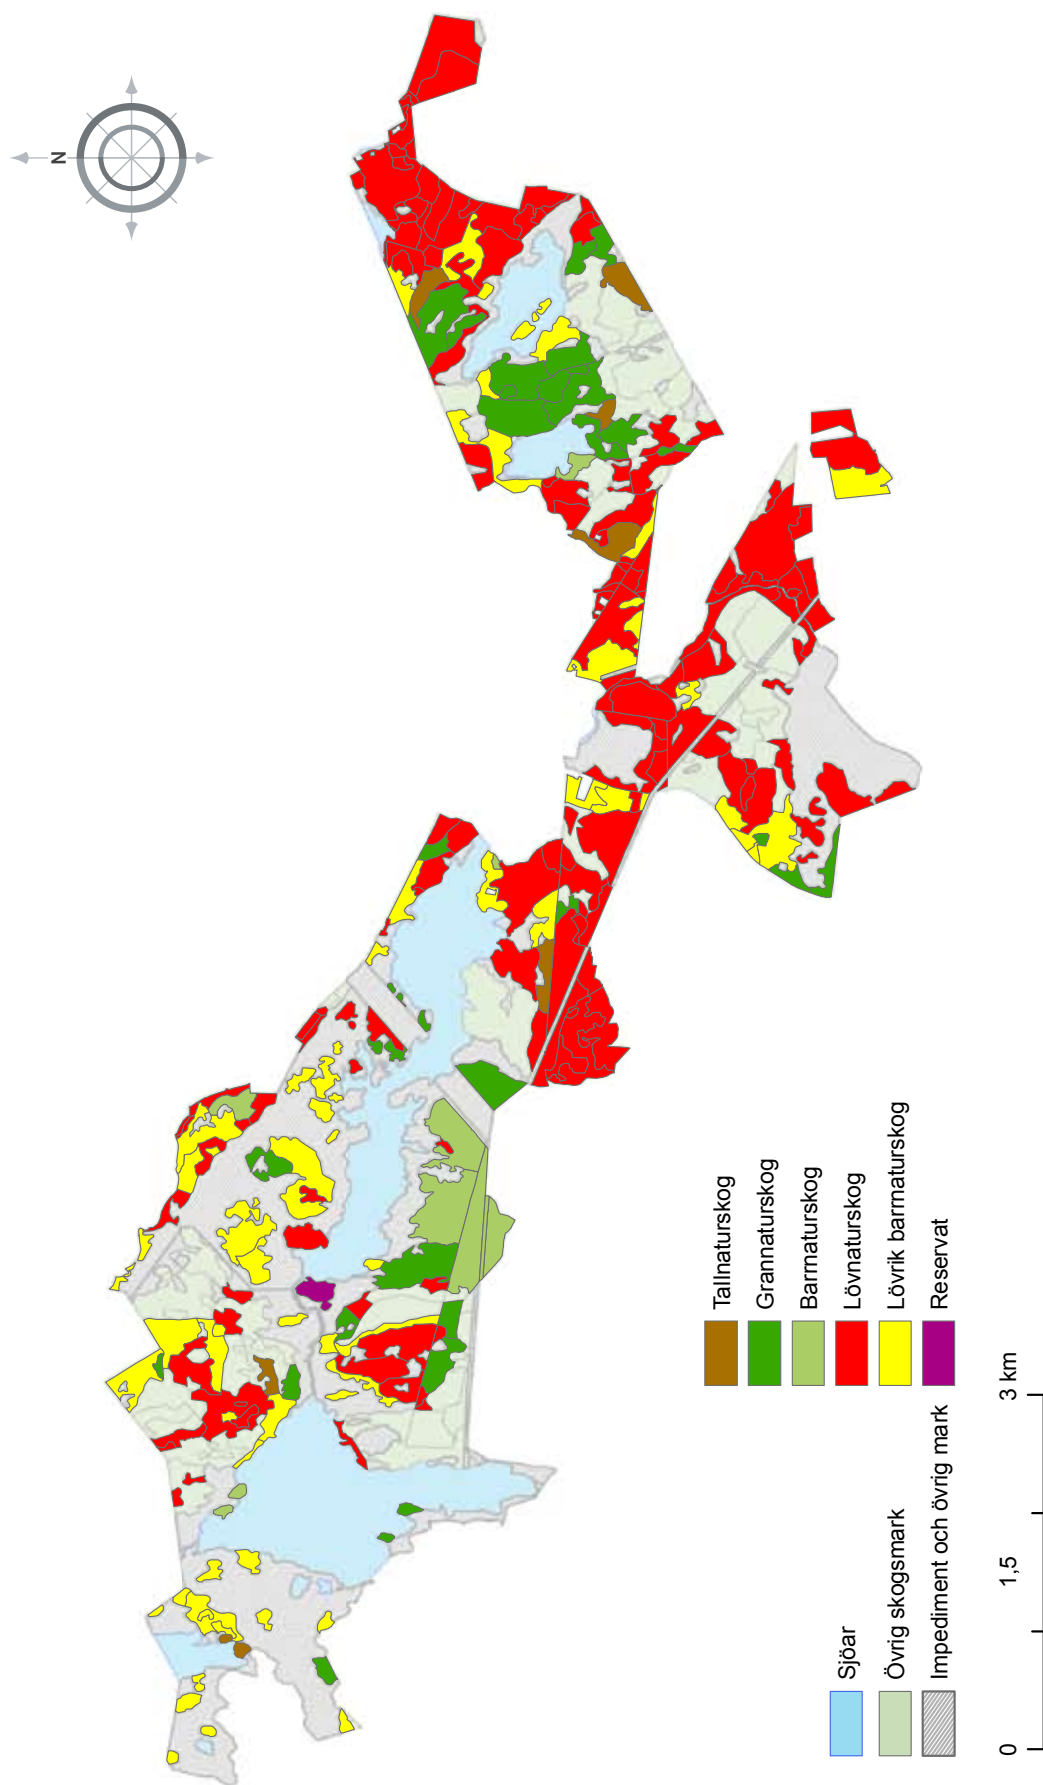 N
Tallnaturskog
Grannaturskog
Barrnaturskog
Lövnaturskog
Lövrik barrnaturskog
Reservat
Sjöar
Övrig skogsmark
Impediment och övrig mark
0 1,5 3 km